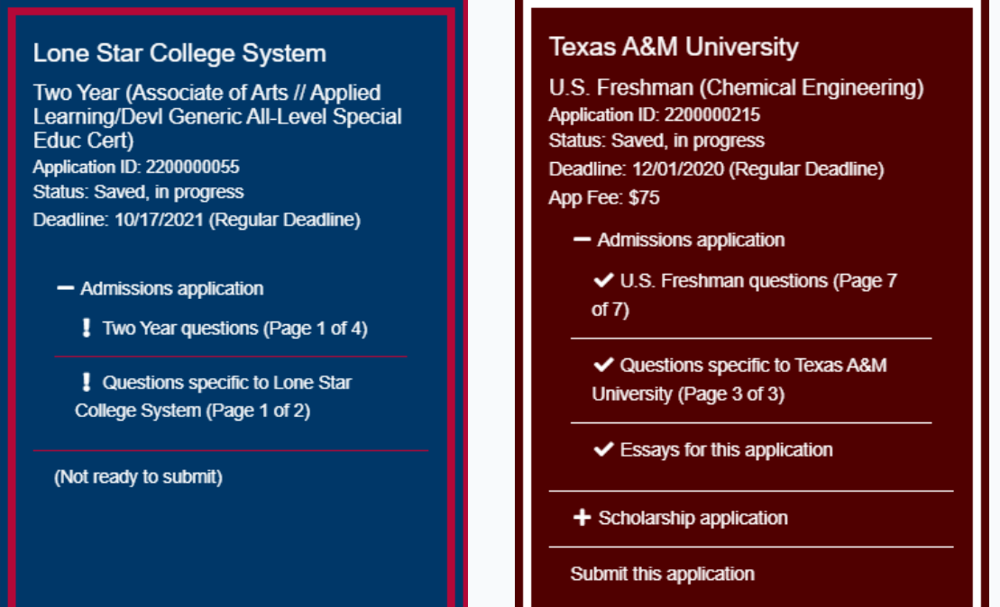 Lone Star College System
Two Year (Associate of Arts // Applied
Learning/Devl Generic All-Level Special
Educ Cert)
Application ID: 2200000055
Status: Saved, in progress
Deadline: 10/17/2021 (Regular Deadline)
Admissions application
Two Year questions (Page 1 of 4)
Questions specific to Lone Star
College System (Page 1 of 2)
(Not ready to submit)
Texas A&M University
U.S. Freshman (Chemical Engineering)
Application ID: 2200000215
Status: Saved, in progress
Deadline: 12/01/2020 (Regular Deadline)
App Fee: $75
Admissions application
U.S. Freshman questions (Page 7
of 7)
Questions specific to Texas A&M
University (Page 3 of 3)
Essays for this application
Scholarship application
Submit this application